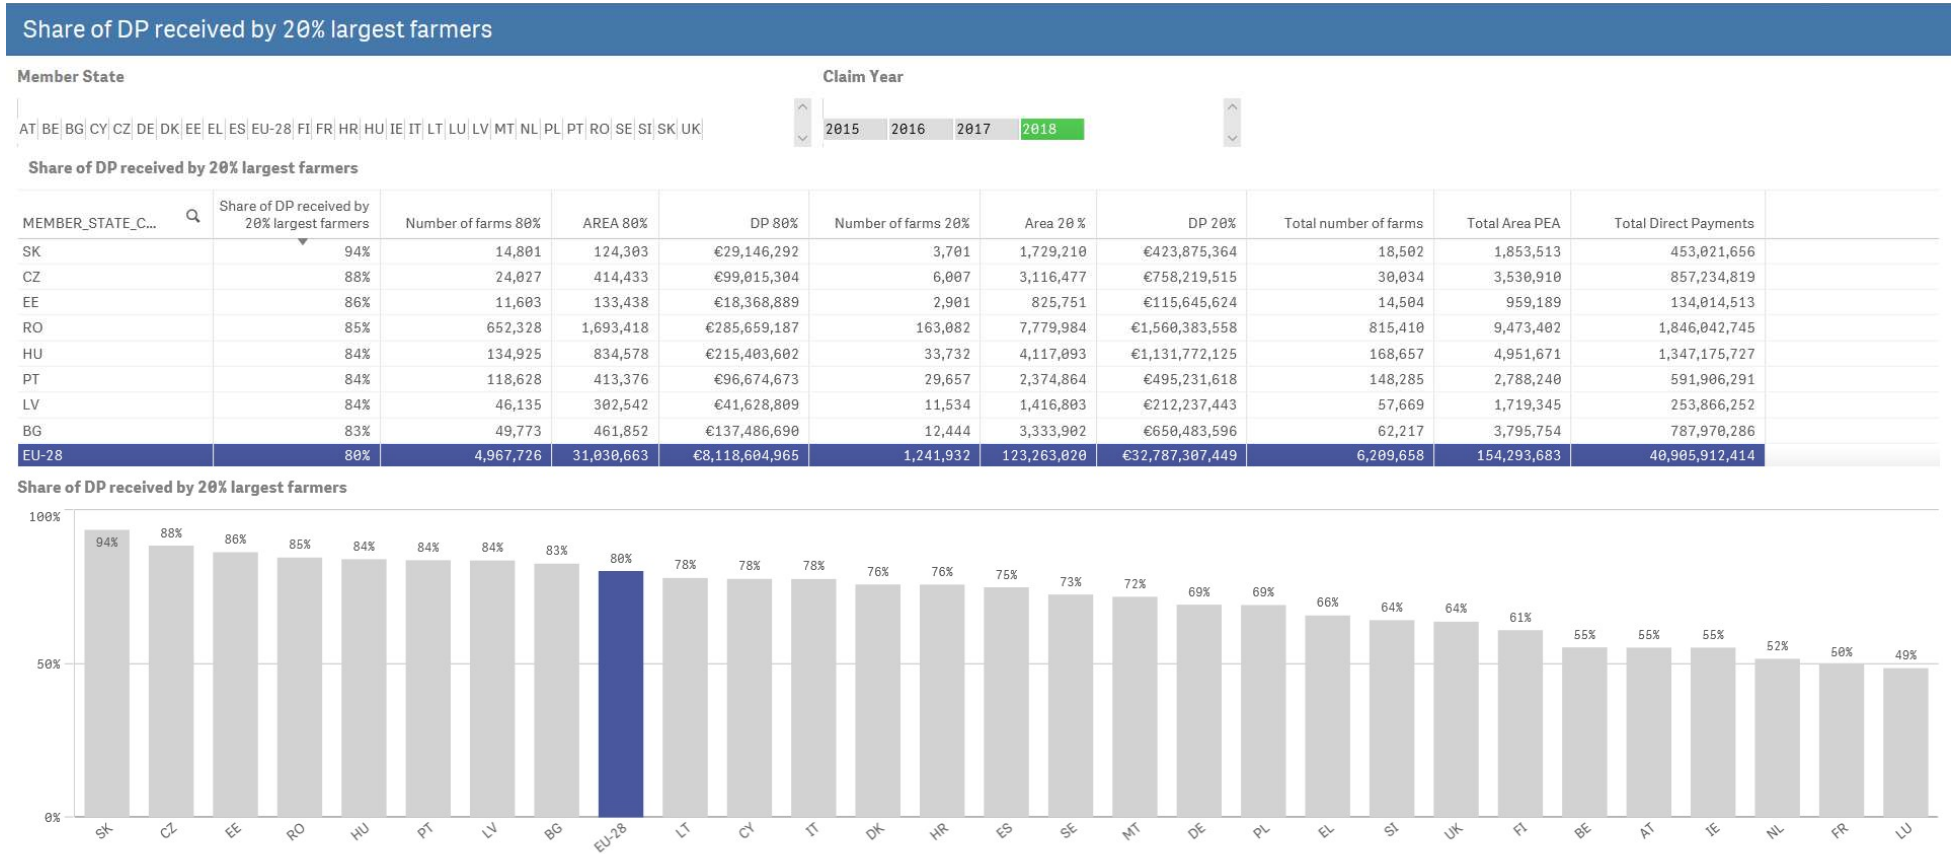 Share of DP received by 20% largest farmers
Member State Claim Year
AT BE BG CY CZ DE DK EE EL ES EU-28 FI FR HR HU IE IT LT LU LV MT NL PL PT RO SE SI SK UK 2015 2016 2017 2018
Share of DP received by 20% largest farmers
MEMBER_STATE_C... Share of DP received by 20% largest farmers Number of farms 80% AREA 80% DP 80% Number of farms 20% Area 20 % DP 20% Total number of farms Total Area PEA Total Direct Payments
SK 94% 14,801 124,303 €29,146,292 3,701 1,729,210 €423,875,364 18,502 1,853,513 453,021,656
CZ 88% 24,027 414,433 €99,015,304 6,007 3,116,477 €758,219,515 30,034 3,530,910 857,234,819
EE 86% 11,603 133,438 €18,368,889 2,901 825,751 €115,645,624 14,504 959,189 134,014,513
RO 85% 652,328 1,693,418 €285,659,187 163,082 7,779,984 €1,560,383,558 815,410 9,473,402 1,846,042,745
HU 84% 134,925 834,578 €215,403,602 33,732 4,117,093 €1,131,772,125 168,657 4,951,671 1,347,175,727
PT 84% 118,628 413,376 €96,674,673 29,657 2,374,864 €495,231,618 148,285 2,788,240 591,906,291
LV 84% 46,135 302,542 €41,628,809 11,534 1,416,803 €212,237,443 57,669 1,719,345 253,866,252
BG 83% 49,773 461,852 €137,486,690 12,444 3,333,902 €650,483,596 62,217 3,795,754 787,970,286
EU-28 80% 4,967,726 31,030,663 €8,118,604,965 1,241,932 123,263,020 €32,787,307,449 6,209,658 154,293,683 40,905,912,414
Share of DP received by 20% largest farmers
100%
94% 88% 86% 85% 84% 84% 84% 83% 80% 78% 78% 78% 76% 76% 75% 73% 72% 69% 69% 66% 64% 64% 61% 55% 55% 55% 52% 50% 49%
50%
0%
SK CZ EE RO HU PT LV BG EU-28 LT CY IT DK HR ES SE MT DE PL EL SI UK FI BE AT IE NL FR LU